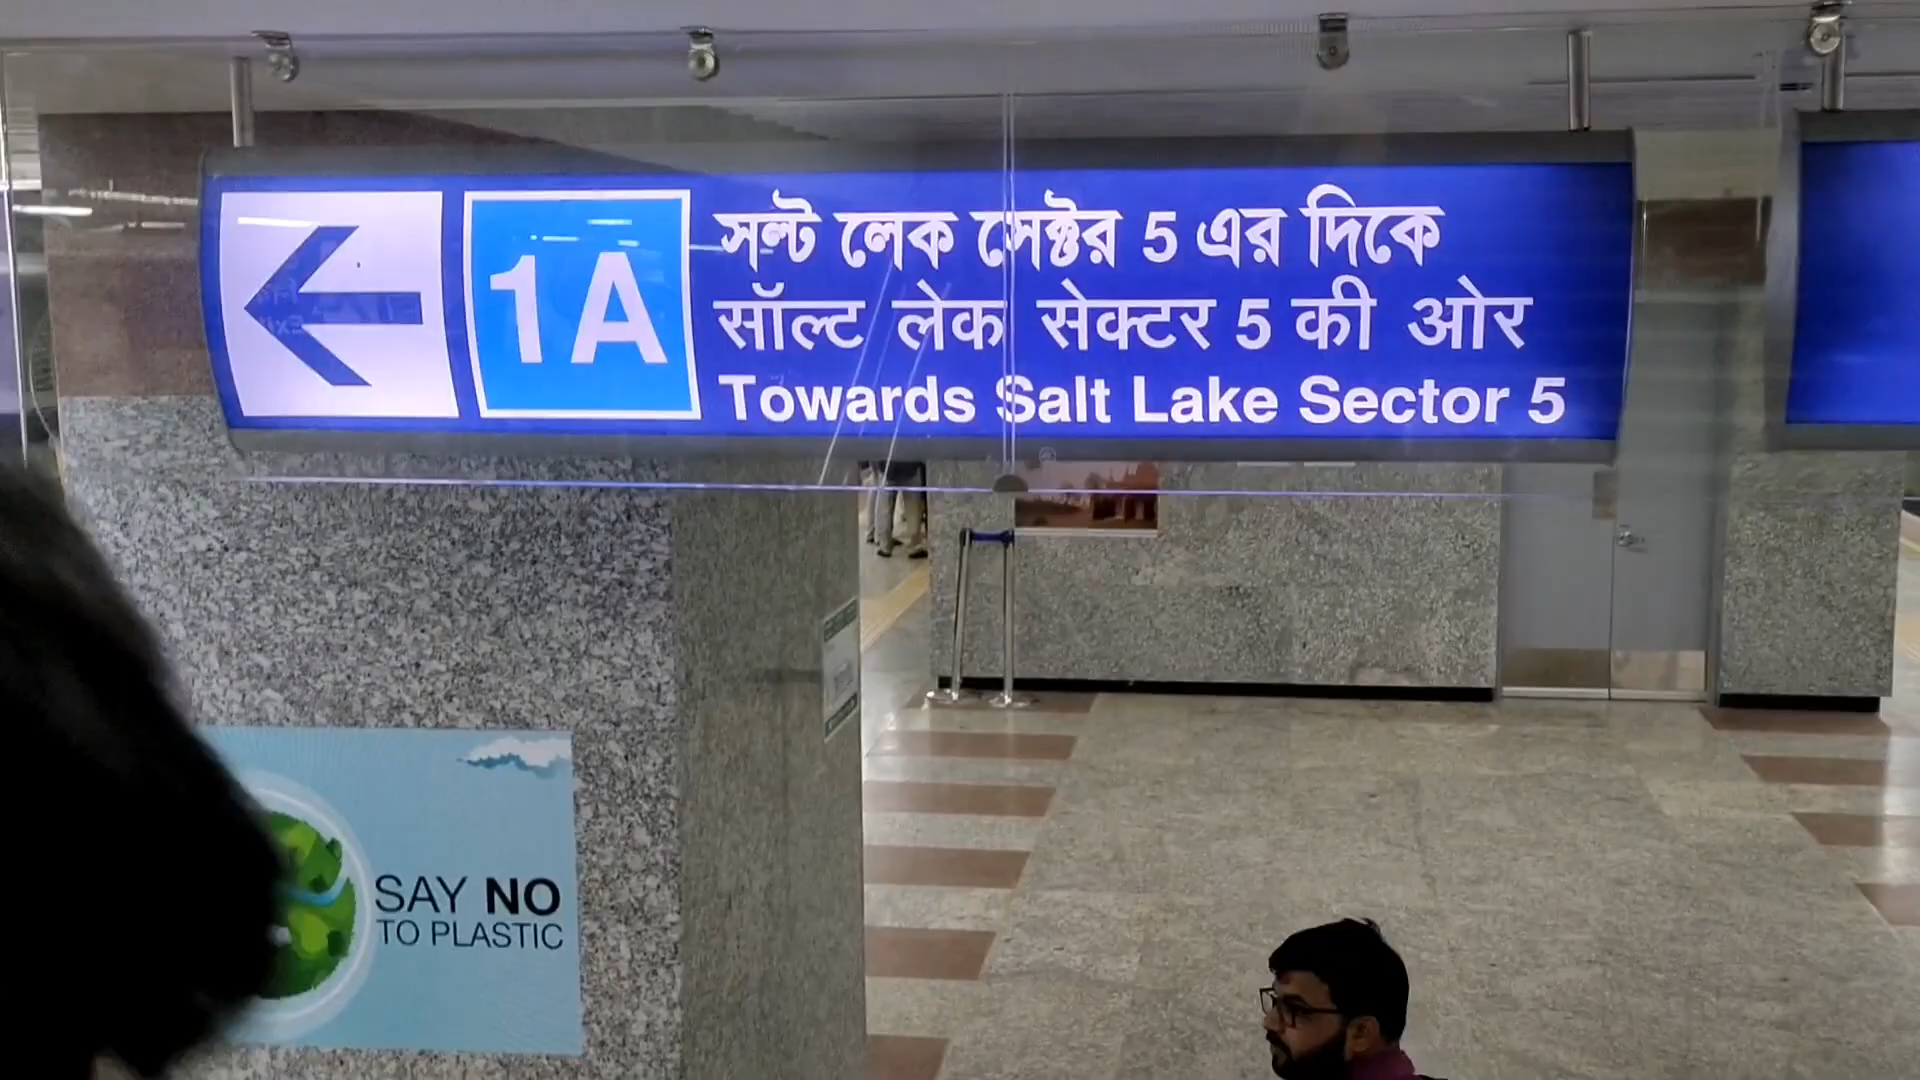 1A
সল্ট লেক সেক্টর 5 এর দিকে
सॉल्ट लेक सेक्टर 5 की ओर
Towards Salt Lake Sector 5
SAY NO
TO PLASTIC